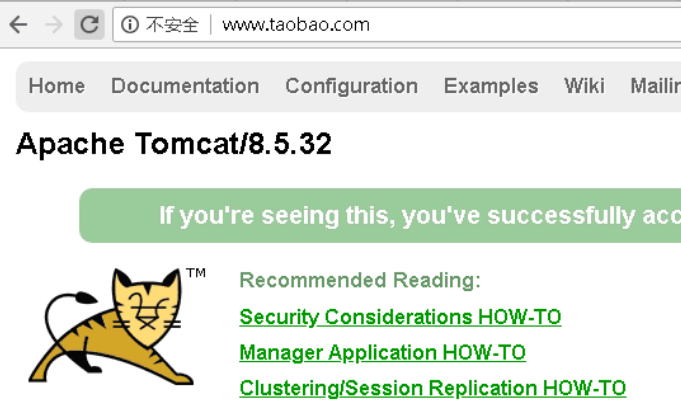 不安全 www.taobao.com
Home Documentation Configuration Examples Wiki
Apache Tomcat/8.5.32
If you're seeing this, you've successfully
TM
Recommended Reading:
Security Considerations HOW-TO
Manager Application HOW-TO
Clustering/Session Replication HOW-TO